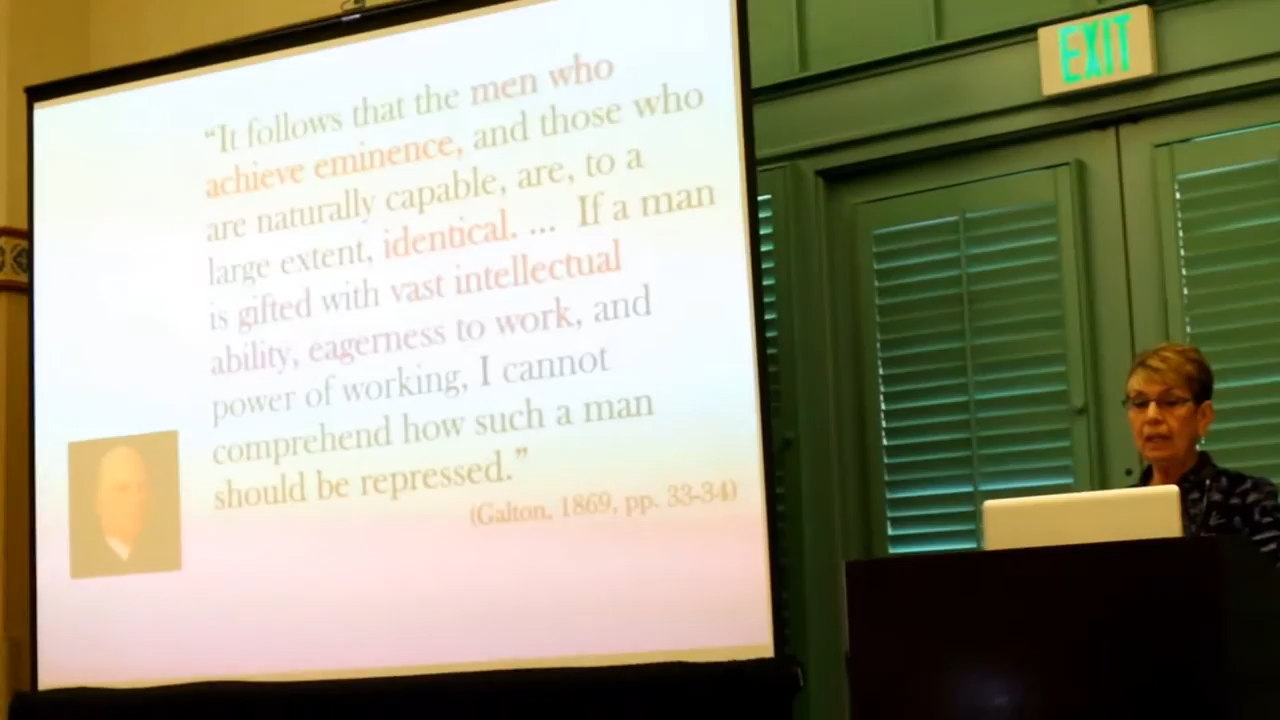 “It follows that the men who
achieve eminence, and those who
are naturally capable, are, to a
large extent, identical. ... If a man
is gifted with vast intellectual
ability, eagerness to work, and
power of working, I cannot
comprehend how such a man
should be repressed.”
(Galton, 1869, pp. 33-34)
EXIT